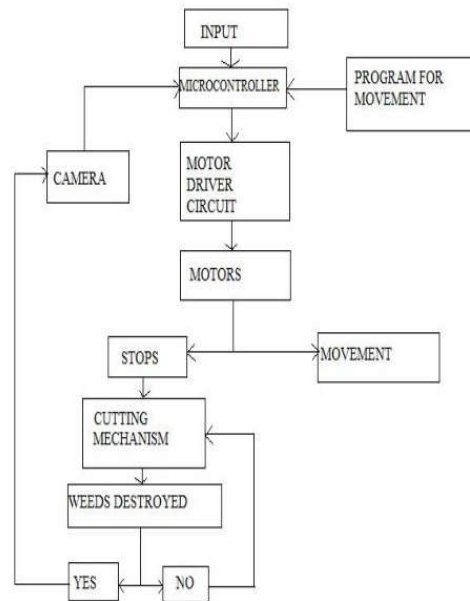 INPUT
MICROCONTROLLER
PROGRAM FOR
MOVEMENT
CAMERA
MOTOR
DRIVER
CIRCUIT
MOTORS
STOPS
MOVEMENT
CUTTING
MECHANISM
WEEDS DESTROYED
YES
NO